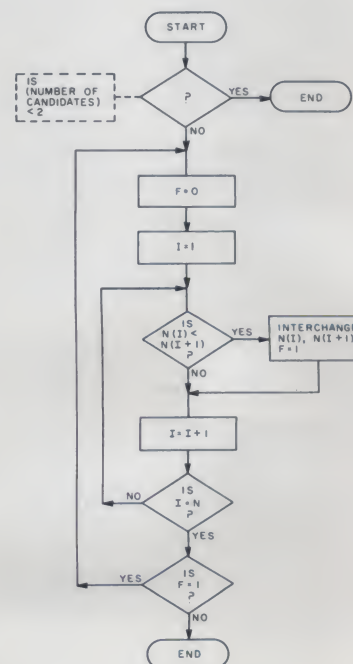 START
IS
(NUMBER OF
CANDIDATES)
<2
?
YES
END
NO
F=0
I=1
IS
N(I)<
N(I+1)
?
YES
INTERCHANGE
N(I), N(I+1)
F=1
NO
I=I+1
IS
I=N
?
NO
YES
IS
F=1
?
YES
NO
END